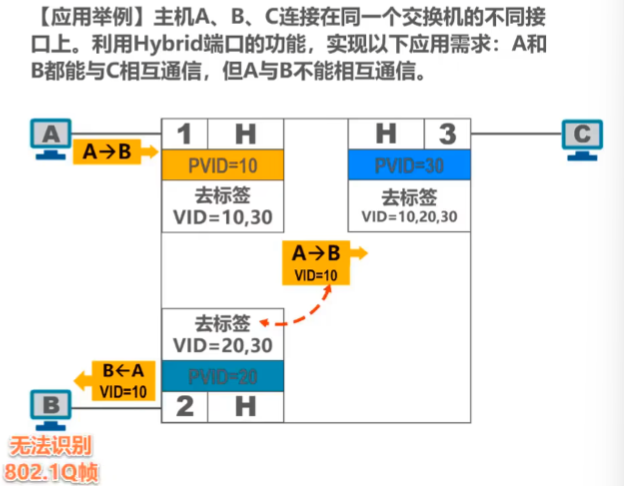 【应用举例】主机A、B、C连接在同一个交换机的不同接
口上。利用Hybrid端口的功能，实现以下应用需求：A和
B都能与C相互通信，但A与B不能相互通信。
A
1 H
H 3
C
A→B
PVID=10
PVID=30
去标签
VID=10,30
去标签
VID=10,20,30
A→B
VID=10
去标签
VID=20,30
B←A
VID=10
PVID=20
B
2 H
无法识别
802.1Q帧